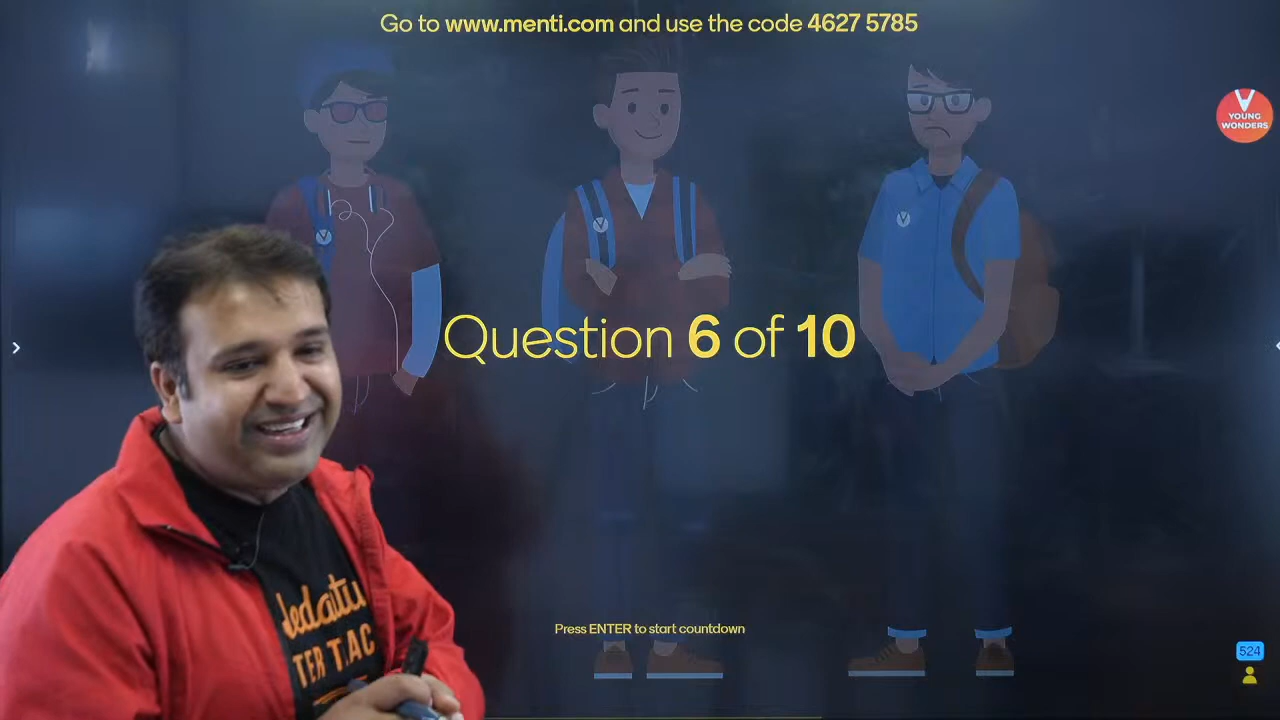 Go to www.menti.com and use the code 4627 5785
YOUNG
WONDERS
Question 6 of 10
Press ENTER to start countdown
524